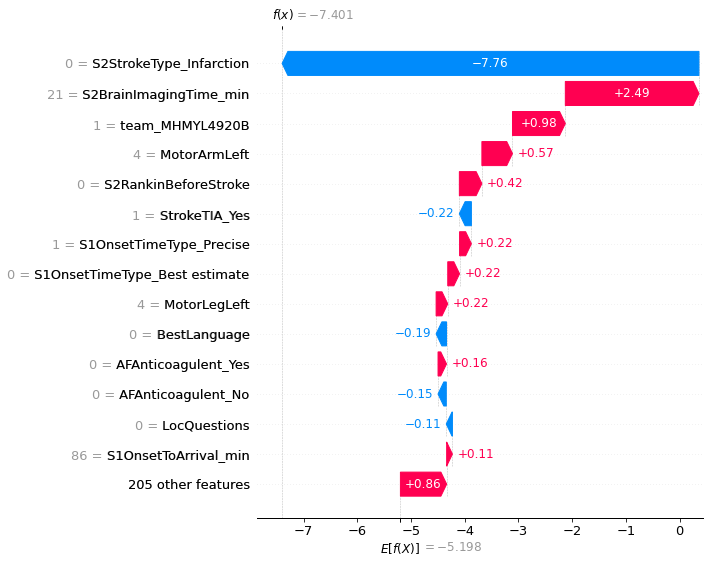 f(x) = −7.401
0 = S2StrokeType_Infarction −7.76
21 = S2BrainImagingTime_min +2.49
1 = team_MHMYL4920B +0.98
4 = MotorArmLeft +0.57
0 = S2RankinBeforeStroke +0.42
1 = StrokeTIA_Yes −0.22
1 = S1OnsetTimeType_Precise +0.22
0 = S1OnsetTimeType_Best estimate +0.22
4 = MotorLegLeft +0.22
0 = BestLanguage −0.19
0 = AFAnticoagulent_Yes +0.16
0 = AFAnticoagulent_No −0.15
0 = LocQuestions −0.11
86 = S1OnsetToArrival_min +0.11
205 other features +0.86
−7 −6 −5 −4 −3 −2 −1 0
E[f(X)] = −5.198